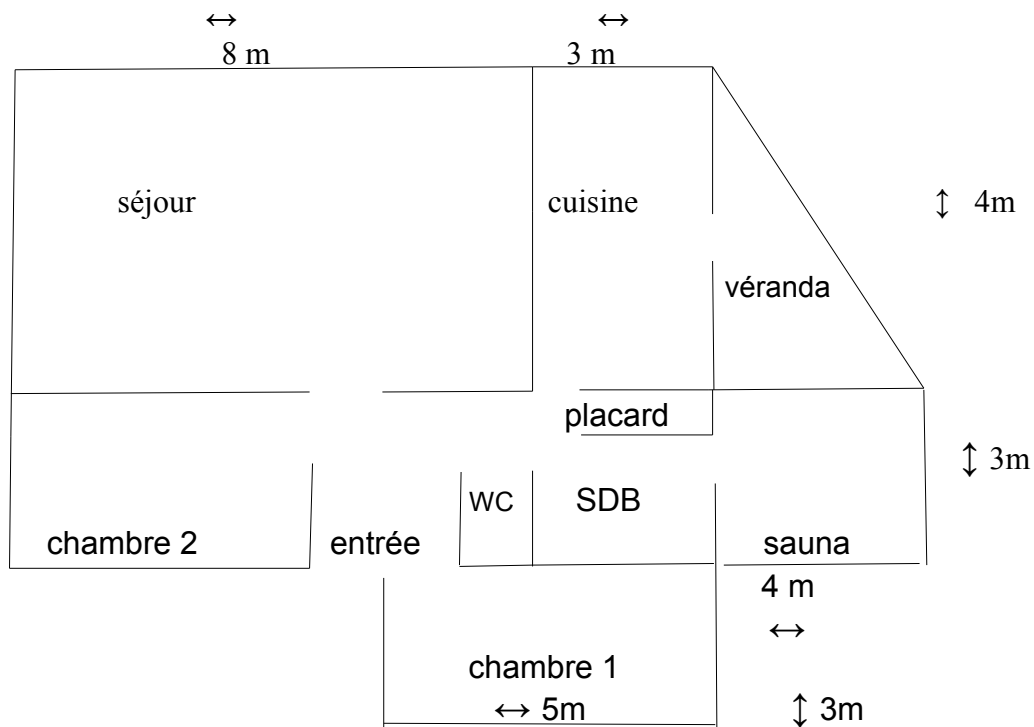 ↔ ↔
8 m 3 m
séjour cuisine ↕ 4m
véranda
placard
↕ 3m
WC SDB
chambre 2 entrée sauna
4 m
↔
chambre 1
↔ 5m ↕ 3m